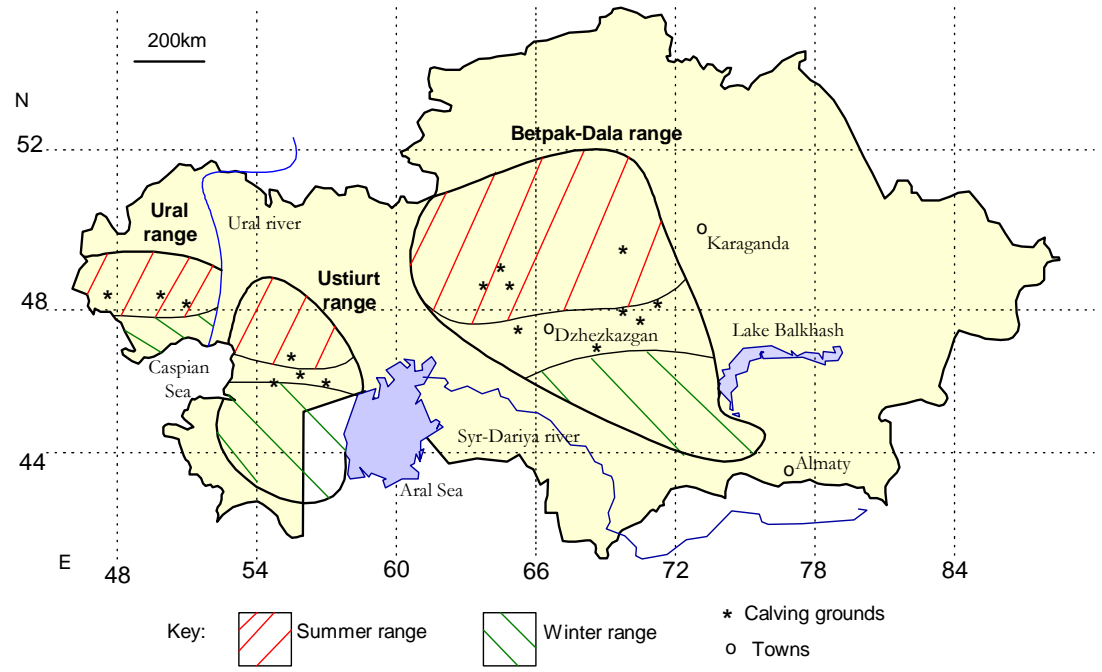 200km
N
52
Betpak-Dala range
Ural
range
Ural river
Karaganda
Ustiurt
range
48
Dzhezkazgan
Lake Balkhash
Caspian
Sea
Syr-Dariya river
44
Almaty
Aral Sea
E
48
54
60
66
72
78
84
Key:
Summer range
Winter range
* Calving grounds
o Towns